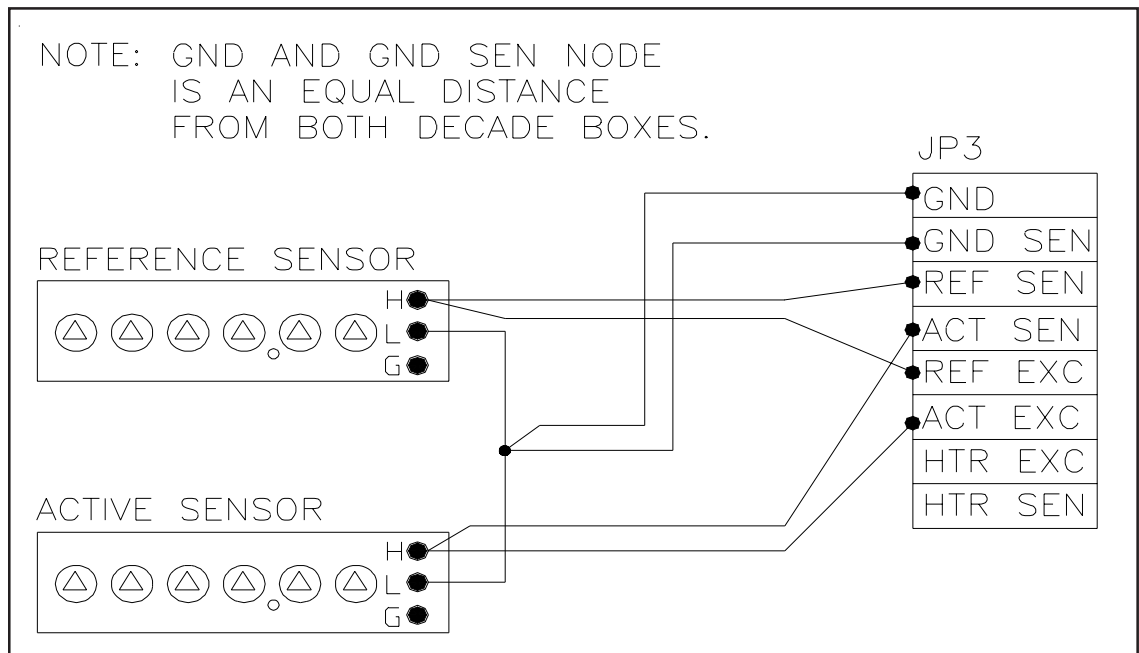 NOTE: GND AND GND SEN NODE
IS AN EQUAL DISTANCE
FROM BOTH DECADE BOXES.
JP3
GND
GND SEN
REF SEN
ACT SEN
REF EXC
ACT EXC
HTR EXC
HTR SEN
REFERENCE SENSOR
H
L
G
ACTIVE SENSOR
H
L
G